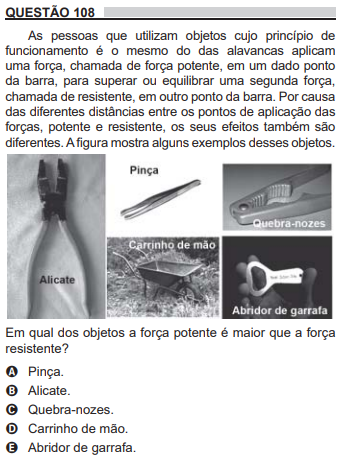 QUESTÃO 108
As pessoas que utilizam objetos cujo princípio de
funcionamento é o mesmo do das alavancas aplicam
uma força, chamada de força potente, em um dado ponto
da barra, para superar ou equilibrar uma segunda força,
chamada de resistente, em outro ponto da barra. Por causa
das diferentes distâncias entre os pontos de aplicação das
forças, potente e resistente, os seus efeitos também são
diferentes. A figura mostra alguns exemplos desses objetos.
Pinça
Quebra-nozes
Alicate
Carrinho de mão
Abridor de garrafa
Em qual dos objetos a força potente é maior que a força
resistente?
A Pinça.
B Alicate.
C Quebra-nozes.
D Carrinho de mão.
E Abridor de garrafa.